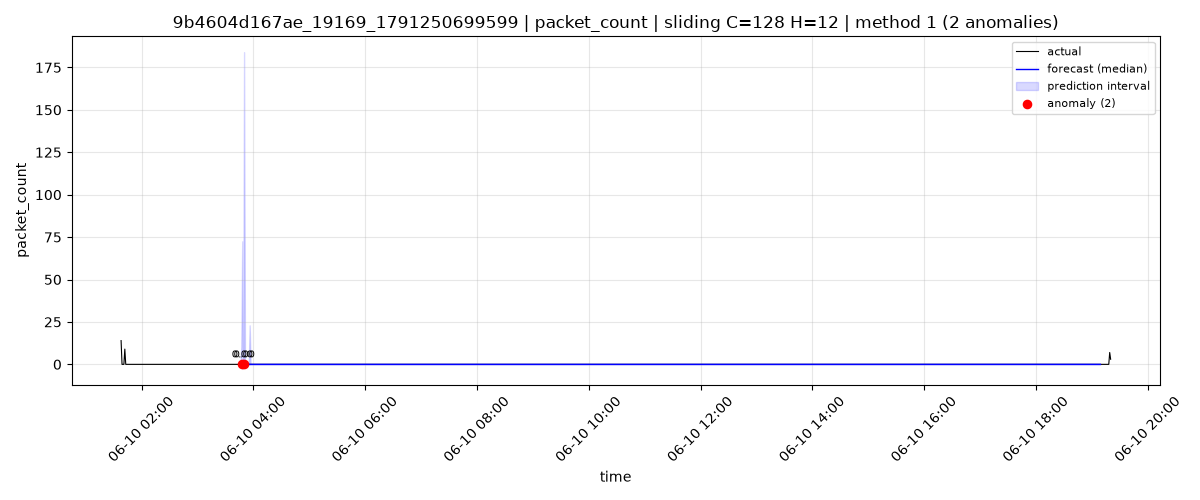 9b4604d167ae_19169_1791250699599 | packet_count | sliding C=128 H=12 | method 1 (2 anomalies)
actual
forecast (median)
prediction interval
anomaly (2)
packet_count
175
150
125
100
75
50
25
0
06-10 02:00
06-10 04:00
06-10 06:00
06-10 08:00
06-10 10:00
06-10 12:00
06-10 14:00
06-10 16:00
06-10 18:00
06-10 20:00
time